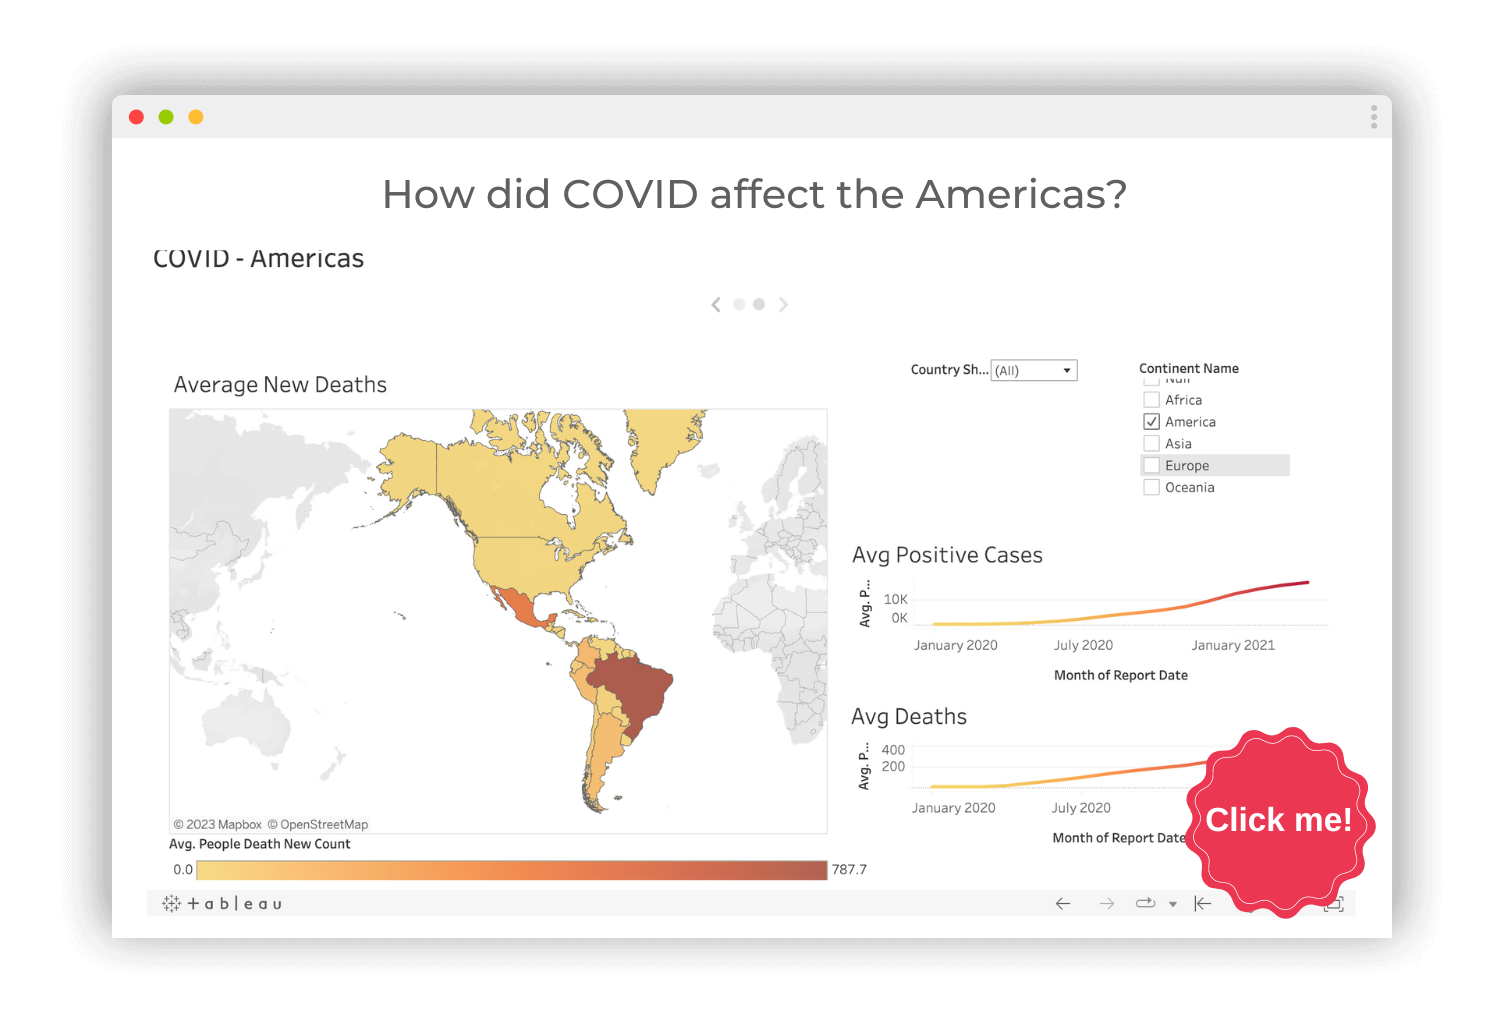 How did COVID affect the Americas?
COVID - Americas
Average New Deaths
Country Sh... (All)
Continent Name
Null
Africa
America
Asia
Europe
Oceania
Avg Positive Cases
Avg. P...
10K
0K
January 2020 July 2020 January 2021
Month of Report Date
Avg Deaths
Avg. P...
400
200
January 2020 July 2020
Month of Report Date
Click me!
© 2023 Mapbox © OpenStreetMap
Avg. People Death New Count
0.0 787.7
+ableau